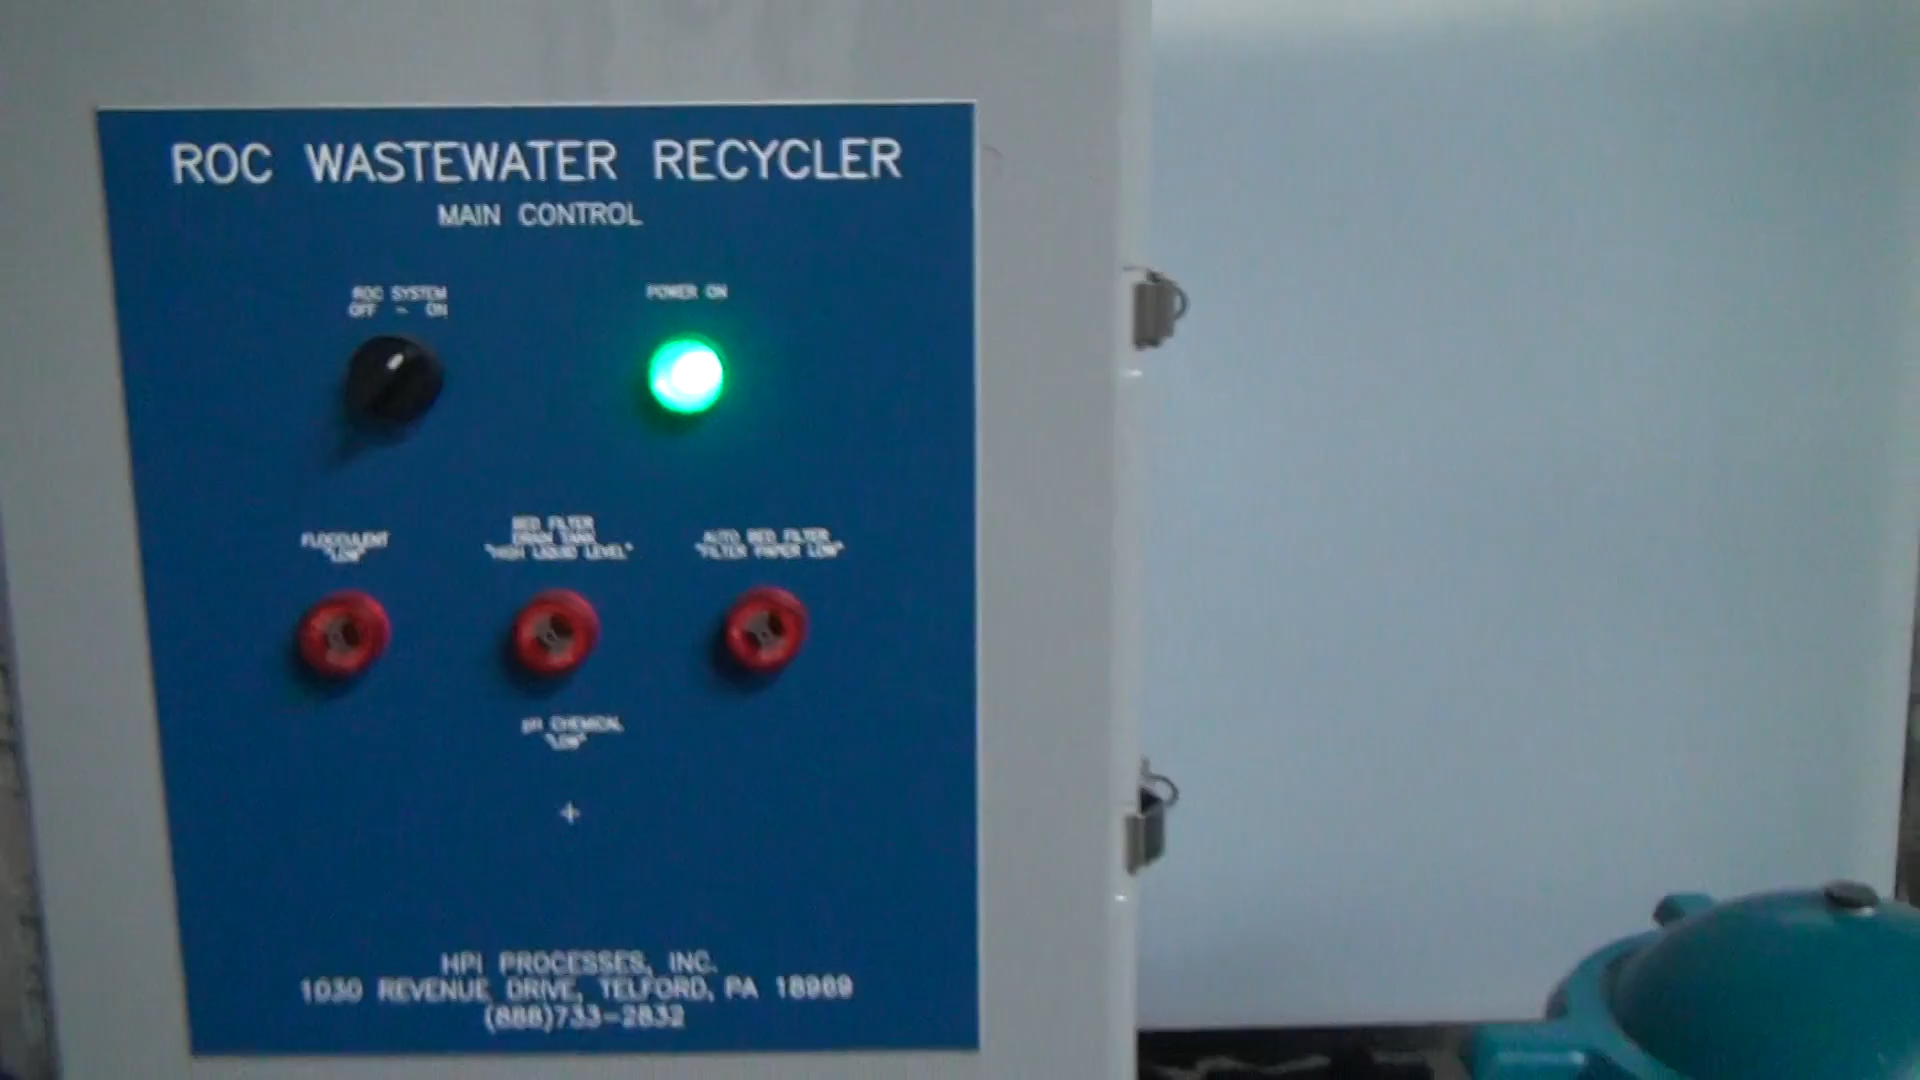 ROC WASTEWATER RECYCLER
MAIN CONTROL
ROC SYSTEM
OFF - ON
POWER ON
FLOCCULENT
"LOW"
BED FILTER
DRAIN TANK
"HIGH LIQUID LEVEL"
AUTO BED FILTER
"FILTER PAPER LOW"
pH CHEMICAL
"LOW"
+
HPI PROCESSES, INC.
1030 REVENUE DRIVE, TELFORD, PA 18969
(888)733-2832